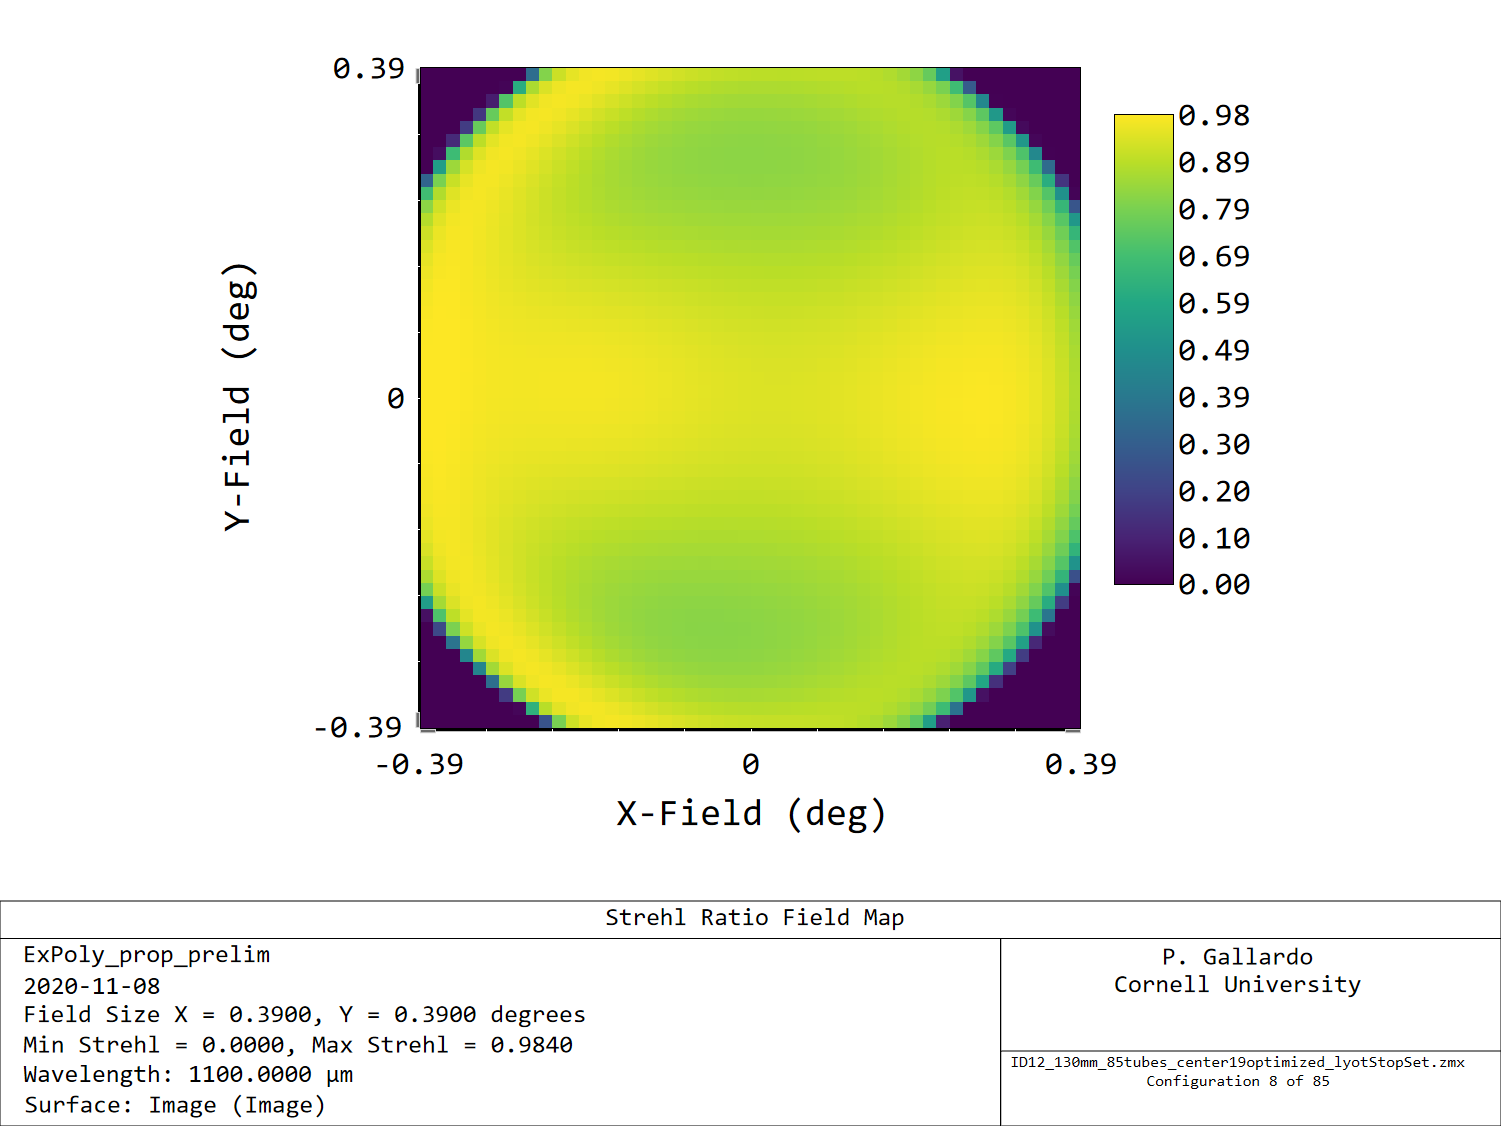 0.39
0
-0.39
Y-Field (deg)
-0.39 0 0.39
X-Field (deg)
0.98
0.89
0.79
0.69
0.59
0.49
0.39
0.30
0.20
0.10
0.00
Strehl Ratio Field Map
ExPoly_prop_prelim
2020-11-08
Field Size X = 0.3900, Y = 0.3900 degrees
Min Strehl = 0.0000, Max Strehl = 0.9840
Wavelength: 1100.0000 µm
Surface: Image (Image)
P. Gallardo
Cornell University
ID12_130mm_85tubes_center19optimized_lyotStopSet.zmx
Configuration 8 of 85